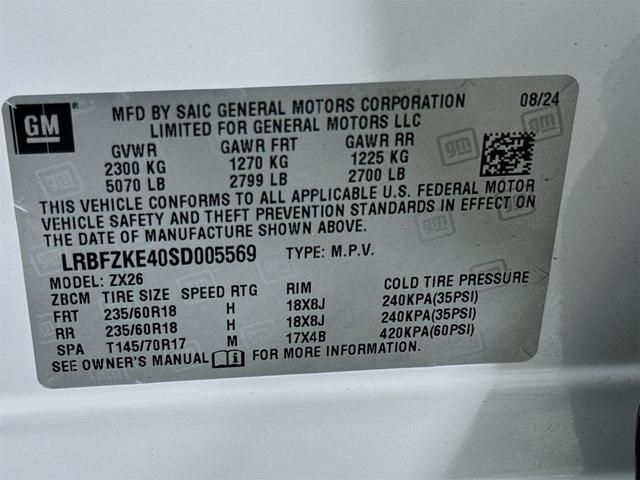 GM ®
MFD BY SAIC GENERAL MOTORS CORPORATION 08/24
LIMITED FOR GENERAL MOTORS LLC
GVWR GAWR FRT GAWR RR
2300 KG 1270 KG 1225 KG
5070 LB 2799 LB 2700 LB
THIS VEHICLE CONFORMS TO ALL APPLICABLE U.S. FEDERAL MOTOR
VEHICLE SAFETY AND THEFT PREVENTION STANDARDS IN EFFECT ON
THE DATE OF MANUFACTURE SHOWN ABOVE.
LRBFZKE40SD005569 TYPE: M.P.V.
MODEL: ZX26
ZBCM TIRE SIZE SPEED RTG RIM COLD TIRE PRESSURE
FRT 235/60R18 H 18X8J 240KPA(35PSI)
RR 235/60R18 H 18X8J 240KPA(35PSI)
SPA T145/70R17 M 17X4B 420KPA(60PSI)
SEE OWNER'S MANUAL FOR MORE INFORMATION.